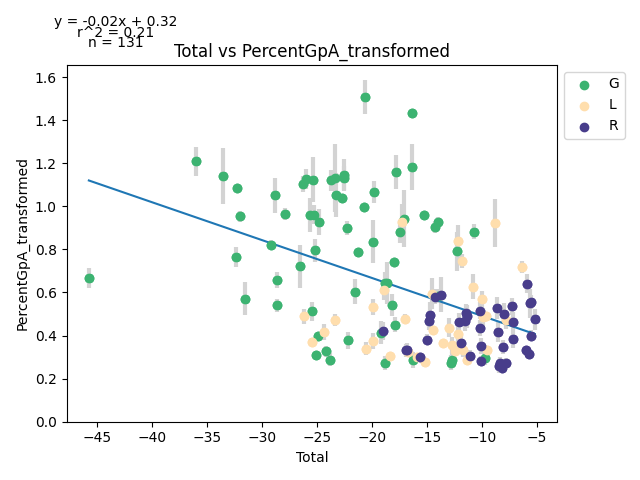 y = -0.02x + 0.32
r^2 = 0.21
n = 131
Total vs PercentGpA_transformed
PercentGpA_transformed
1.6
1.4
1.2
1.0
0.8
0.6
0.4
0.2
0.0
−45 −40 −35 −30 −25 −20 −15 −10 −5
Total
G
L
R